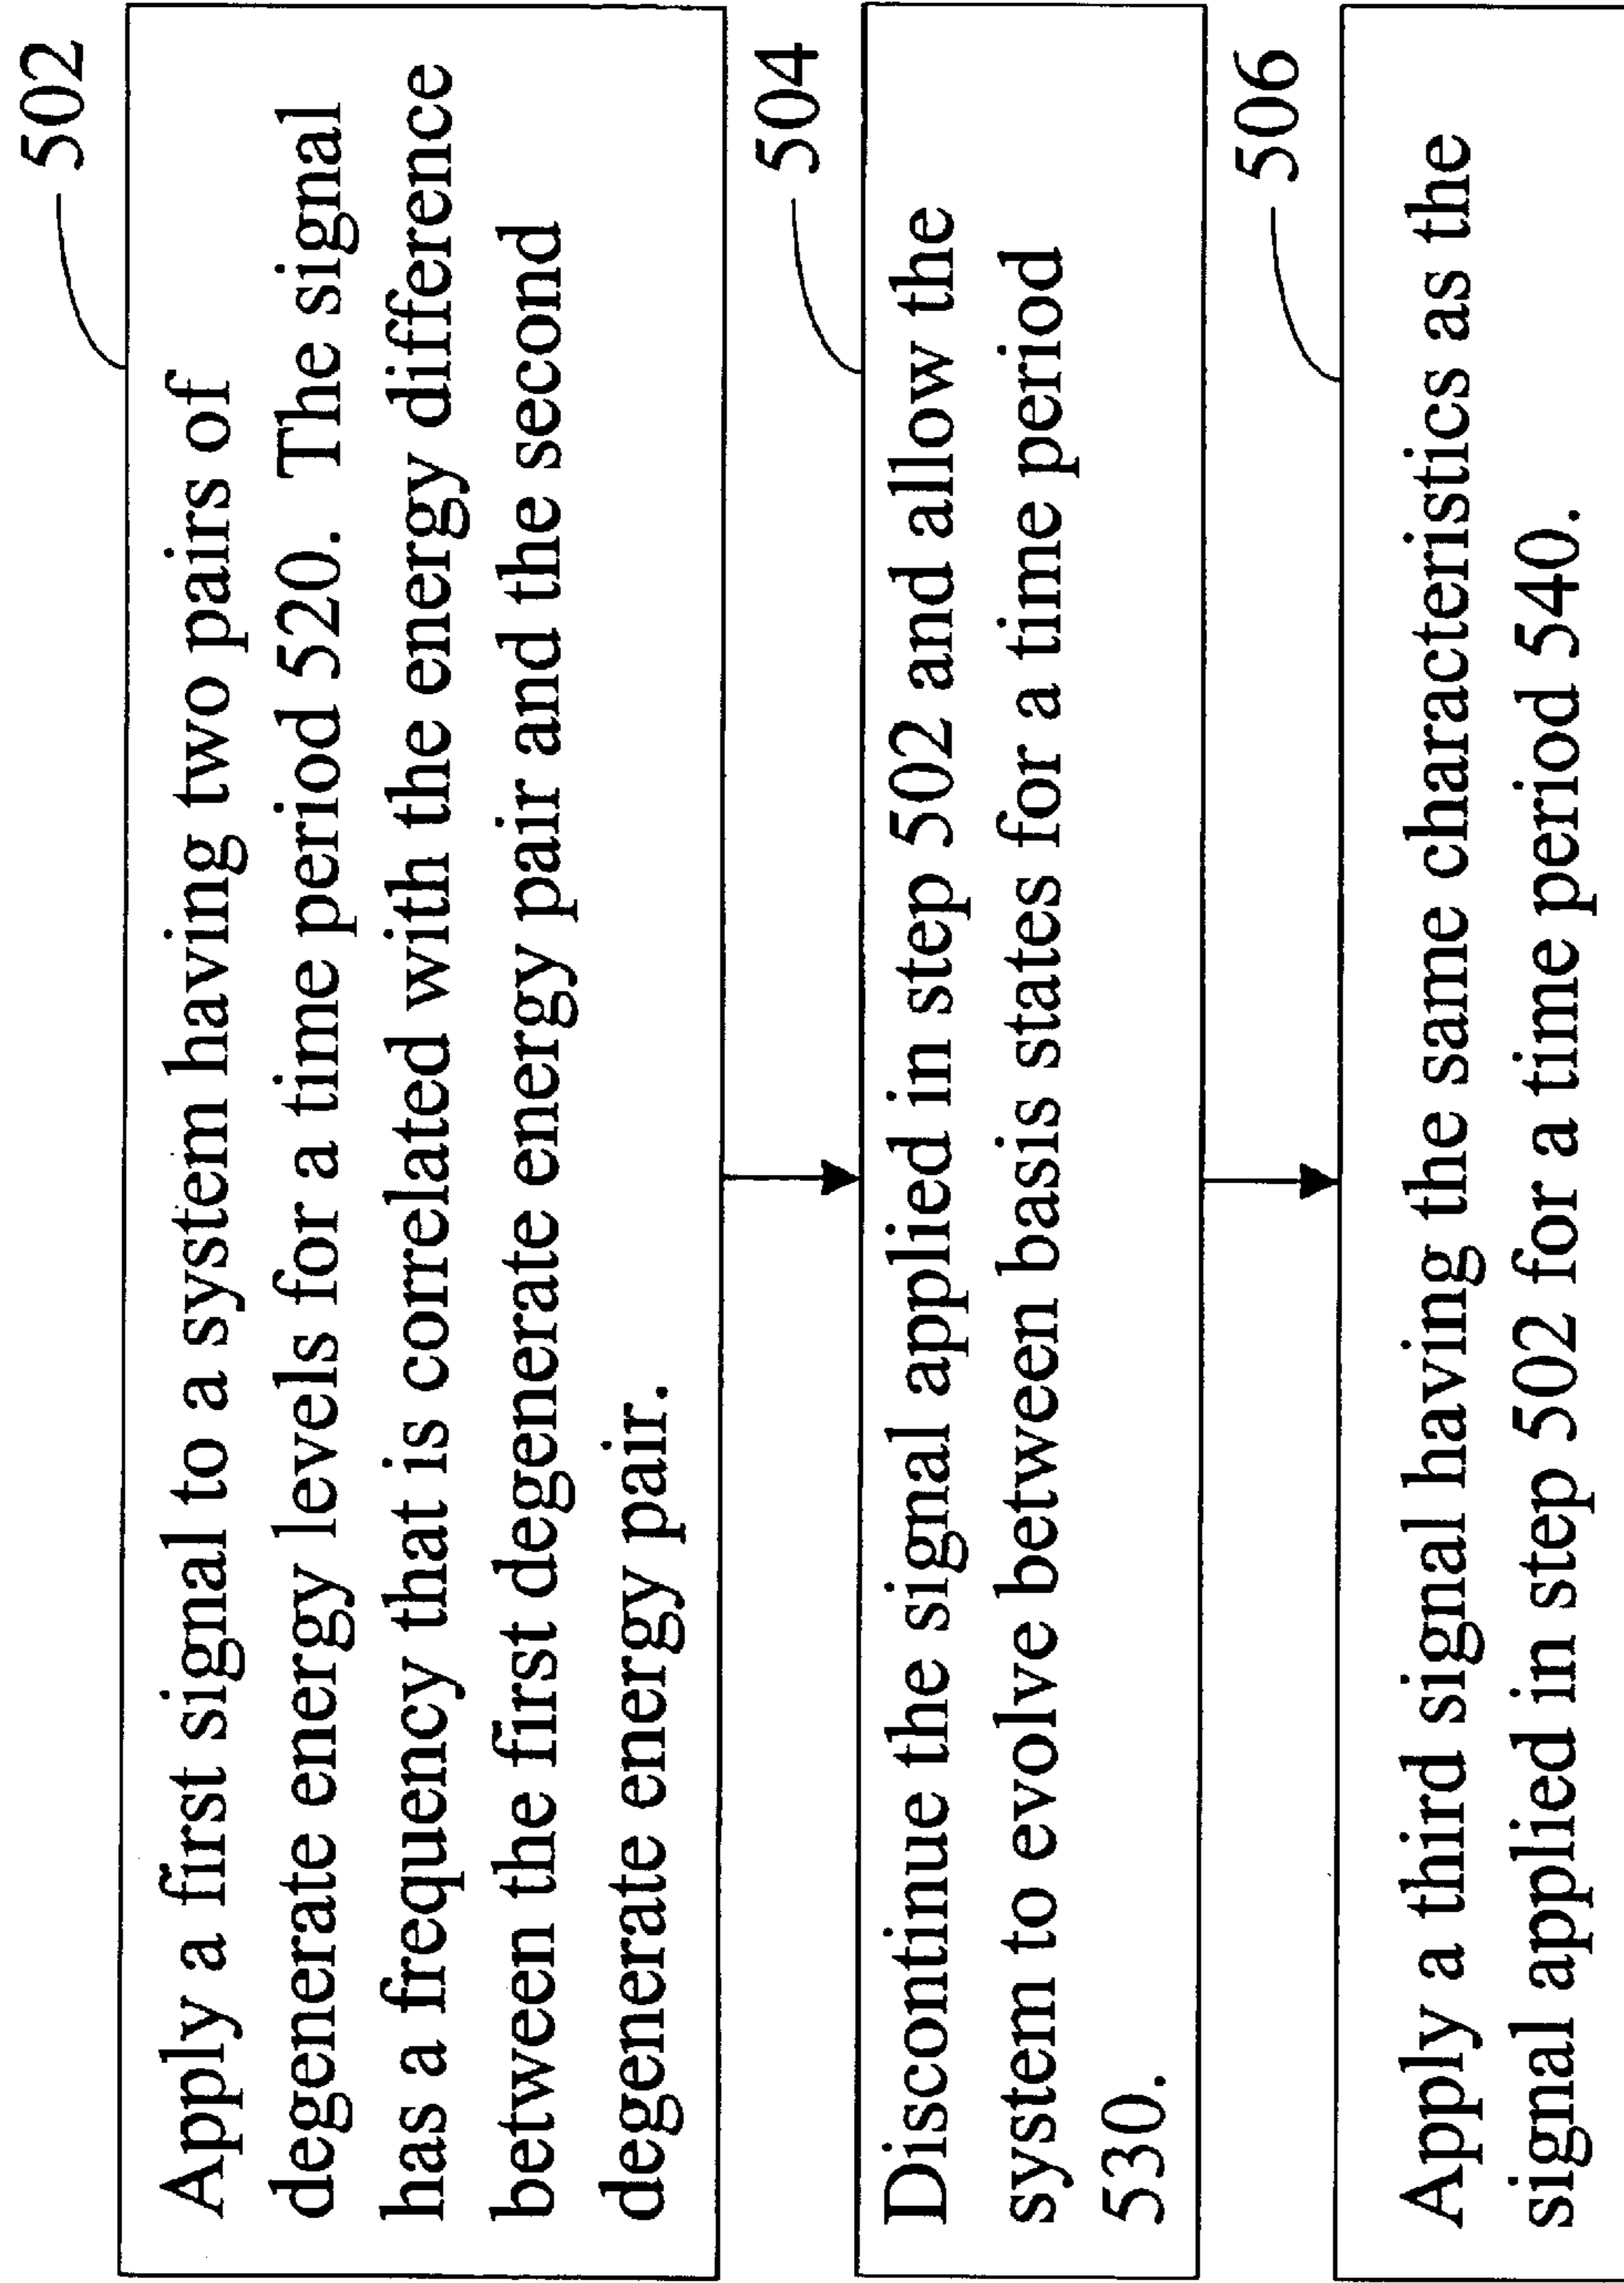 502
Apply a first signal to a system having two pairs of
degenerate energy levels for a time period 520. The signal
has a frequency that is correlated with the energy difference
between the first degenerate energy pair and the second
degenerate energy pair.
504
Discontinue the signal applied in step 502 and allow the
system to evolve between basis states for a time period
530.
506
Apply a third signal having the same characteristics as the
signal applied in step 502 for a time period 540.